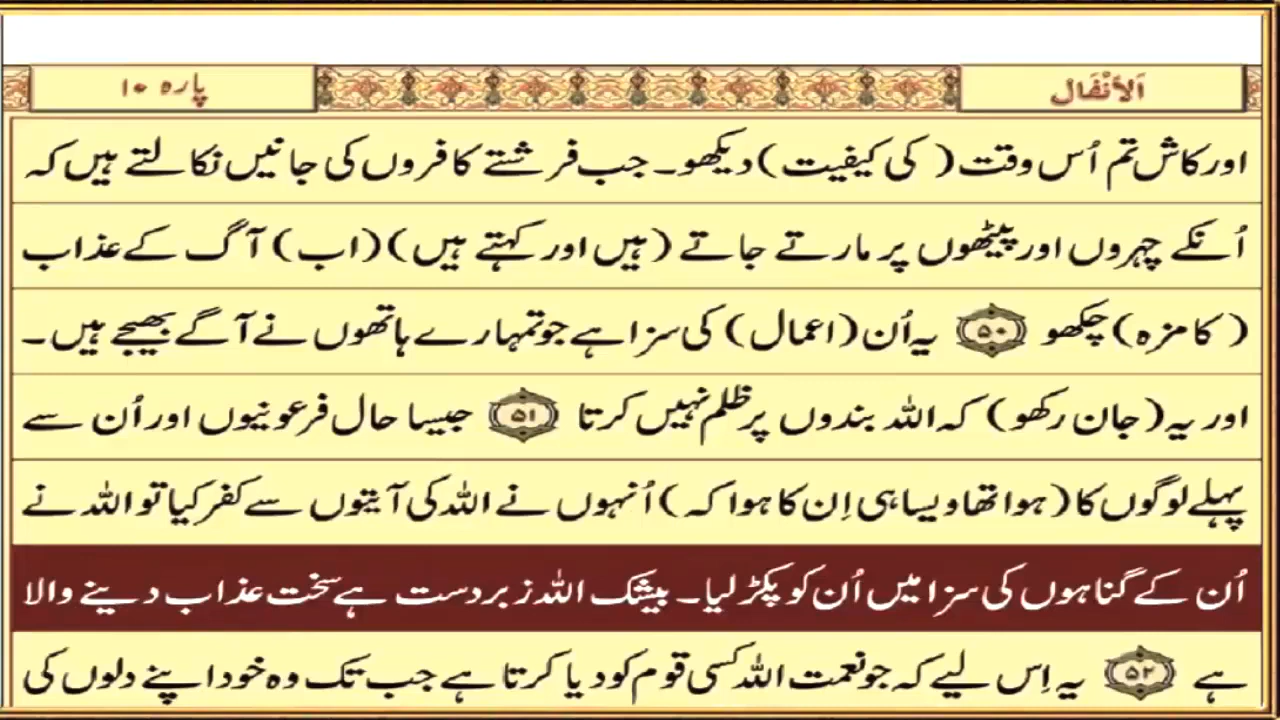 اَلْاَنْفَال
پارہ ۱۰
اور کاش تم اُس وقت (کی کیفیت) دیکھو۔ جب فرشتے کافروں کی جانیں نکالتے ہیں کہ
اُنکے چہروں اور پیٹھوں پر مارتے جاتے (ہیں اور کہتے ہیں) (اب) آگ کے عذاب
(کا مزہ) چکھو ۵۰ یہ اُن (اعمال) کی سزا ہے جو تمہارے ہاتھوں نے آگے بھیجے ہیں۔
اور یہ (جان رکھو) کہ اللہ بندوں پر ظلم نہیں کرتا ۵۱ جیسا حال فرعونیوں اور اُن سے
پہلے لوگوں کا (ہوا تھا ویسا ہی اِن کا ہوا کہ) اُنہوں نے اللہ کی آیتوں سے کفر کیا تو اللہ نے
اُن کے گناہوں کی سزا میں اُن کو پکڑ لیا۔ بیشک اللہ زبردست ہے سخت عذاب دینے والا
ہے ۵۲ یہ اِس لیے کہ جو نعمت اللہ کسی قوم کو دیا کرتا ہے جب تک وہ خود اپنے دلوں کی